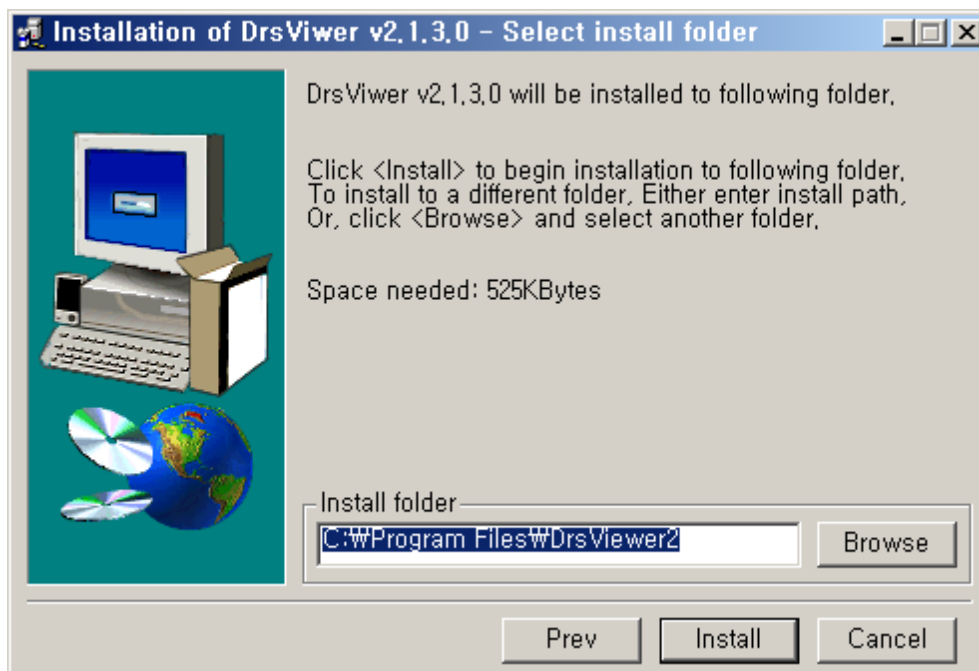 Installation of DrsViwer v2.1.3.0 - Select install folder
DrsViwer v2.1.3.0 will be installed to following folder.
Click <Install> to begin installation to following folder.
To install to a different folder, Either enter install path,
Or, click <Browse> and select another folder.
Space needed: 525KBytes
Install folder
C:₩Program Files₩DrsViewer2
Browse
Prev
Install
Cancel